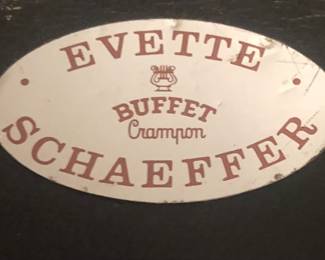 EVETTE
BUFFET
Crampon
SCHAEFFER